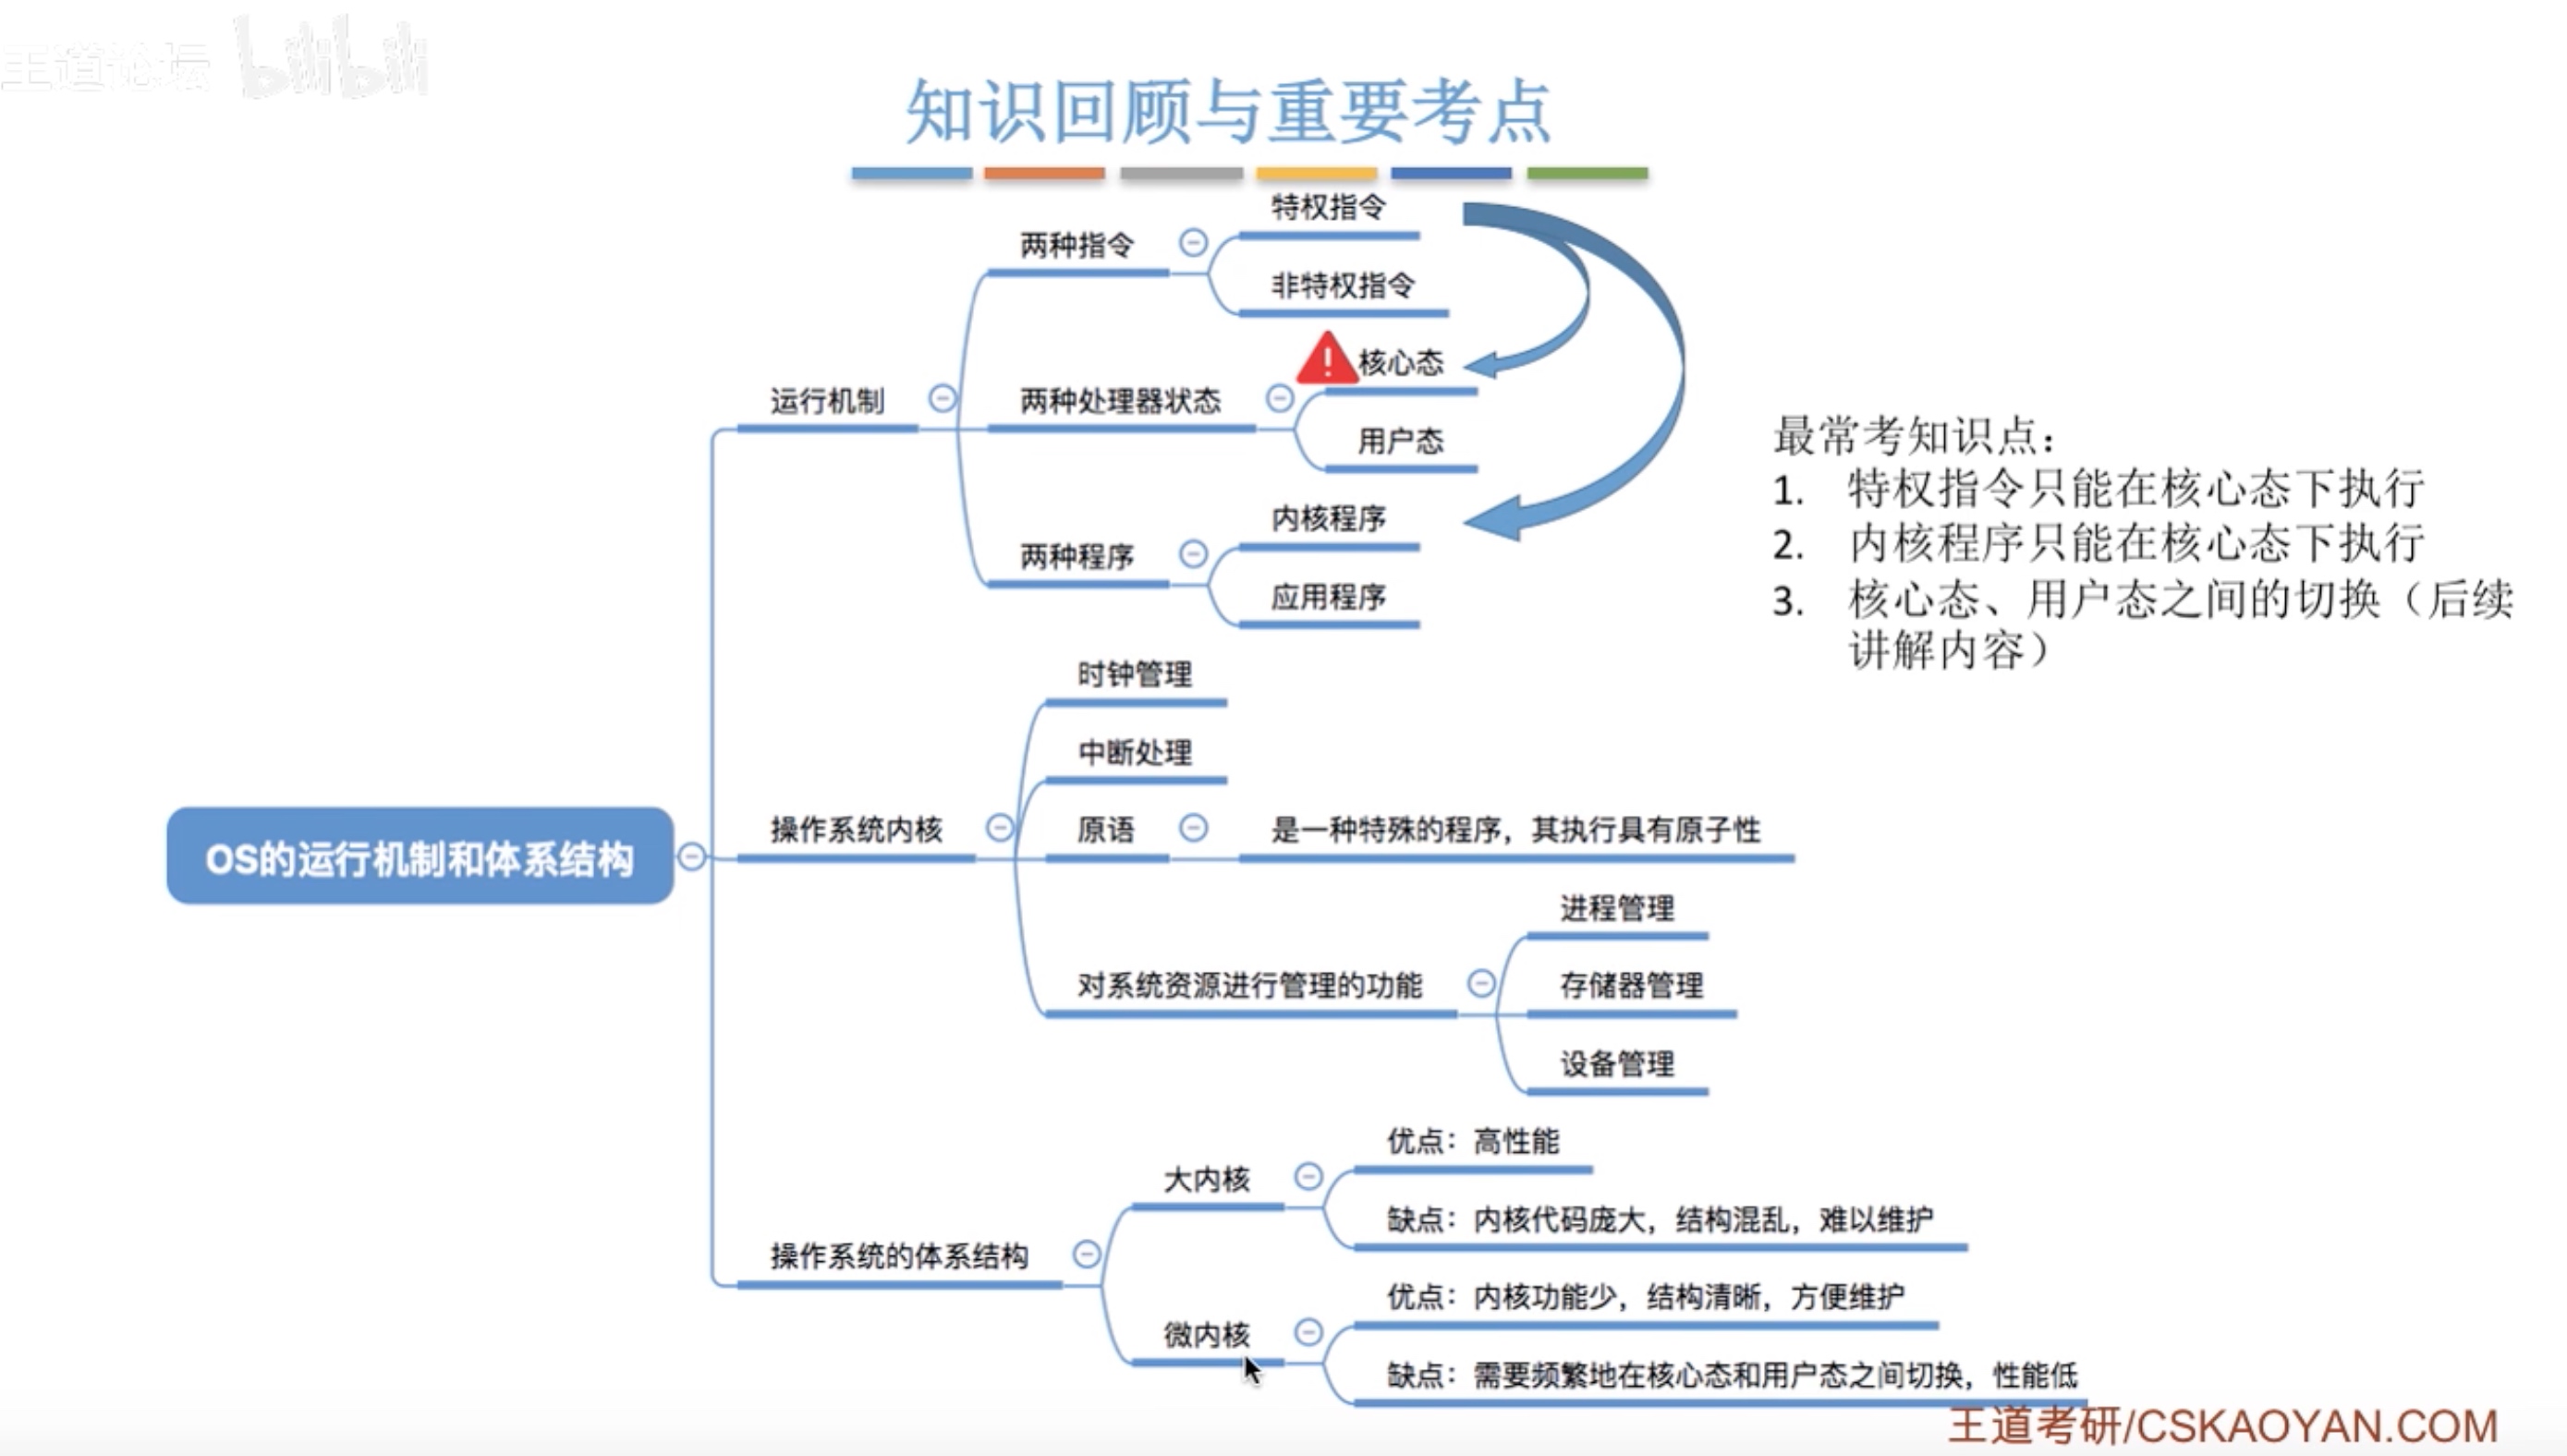 王道论坛 bilibili
知识回顾与重要考点
特权指令
两种指令
非特权指令
核心态
运行机制
两种处理器状态
用户态
内核程序
两种程序
应用程序
最常考知识点：
1. 特权指令只能在核心态下执行
2. 内核程序只能在核心态下执行
3. 核心态、用户态之间的切换（后续
讲解内容）
时钟管理
中断处理
操作系统内核
原语
是一种特殊的程序，其执行具有原子性
OS的运行机制和体系结构
进程管理
对系统资源进行管理的功能
存储器管理
设备管理
优点：高性能
大内核
缺点：内核代码庞大，结构混乱，难以维护
操作系统的体系结构
优点：内核功能少，结构清晰，方便维护
微内核
缺点：需要频繁地在核心态和用户态之间切换，性能低
王道考研/CSKAOYAN.COM